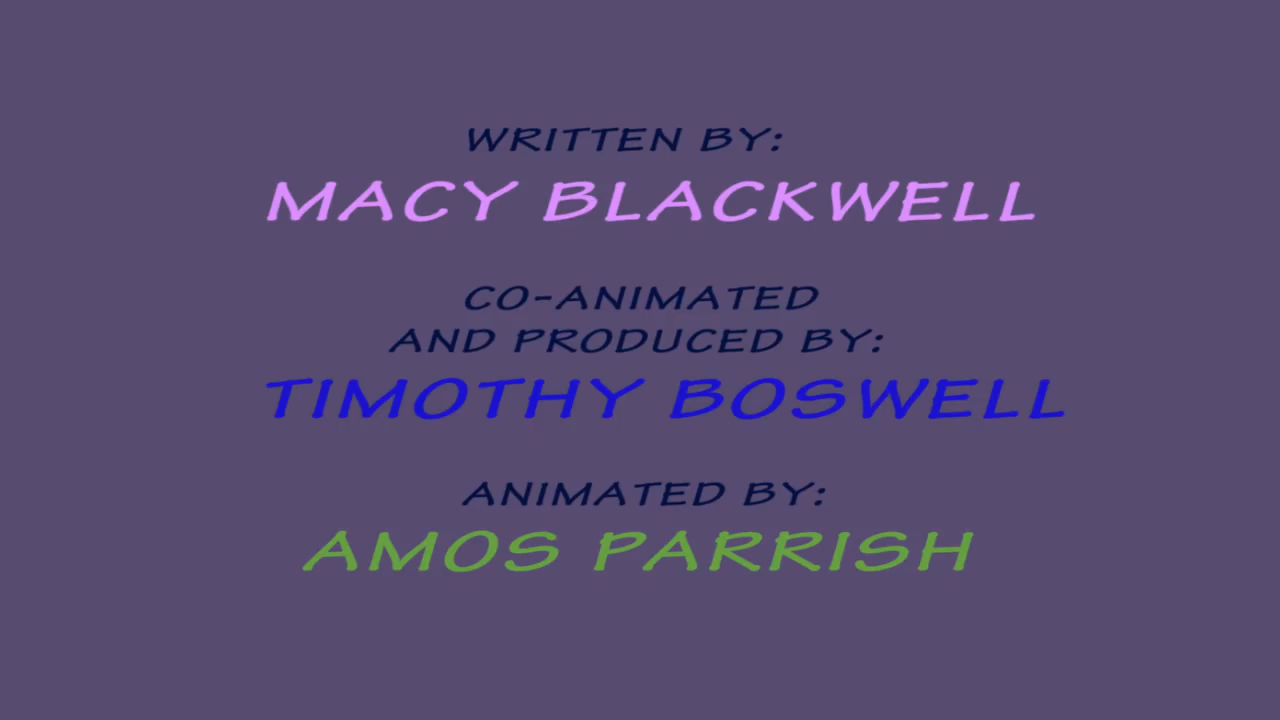 WRITTEN BY:
MACY BLACKWELL
CO-ANIMATED
AND PRODUCED BY:
TIMOTHY BOSWELL
ANIMATED BY:
AMOS PARRISH